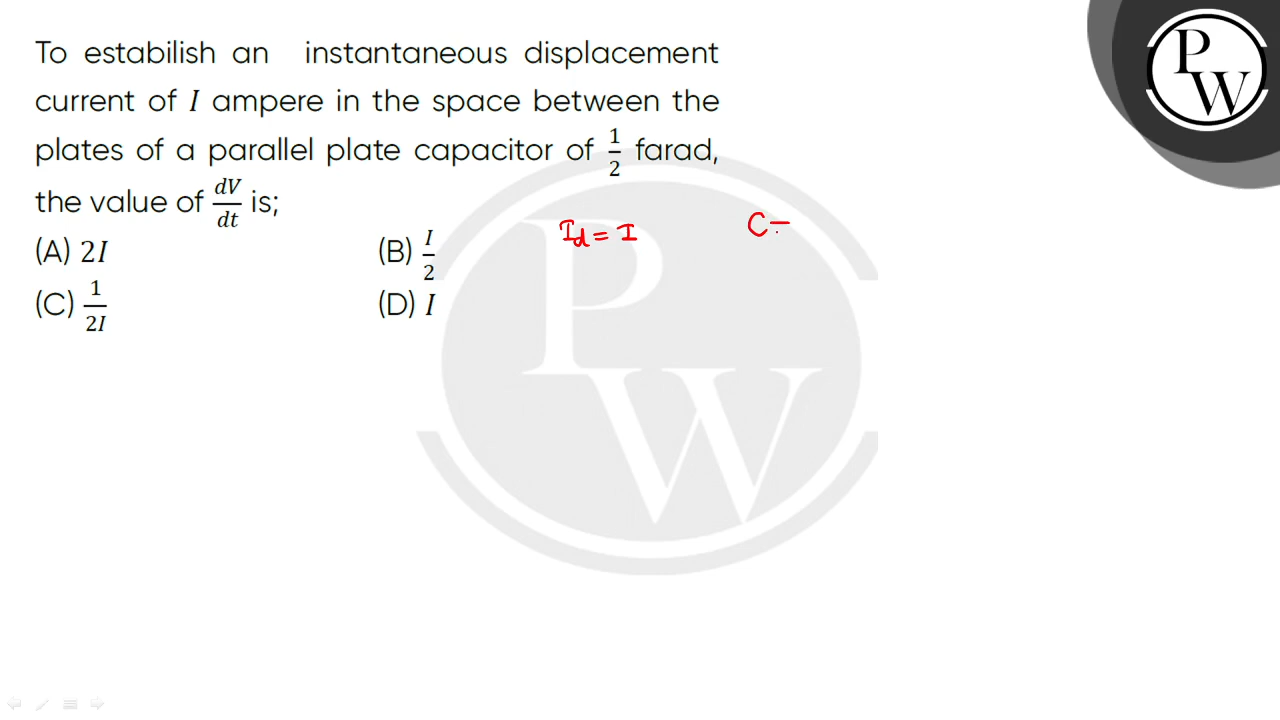 To estabilish an instantaneous displacement
current of I ampere in the space between the
plates of a parallel plate capacitor of 1/2 farad,
the value of dV/dt is;
(A) 2I (B) I/2
(C) 1/2I (D) I
I_d = I C =
P W
P W